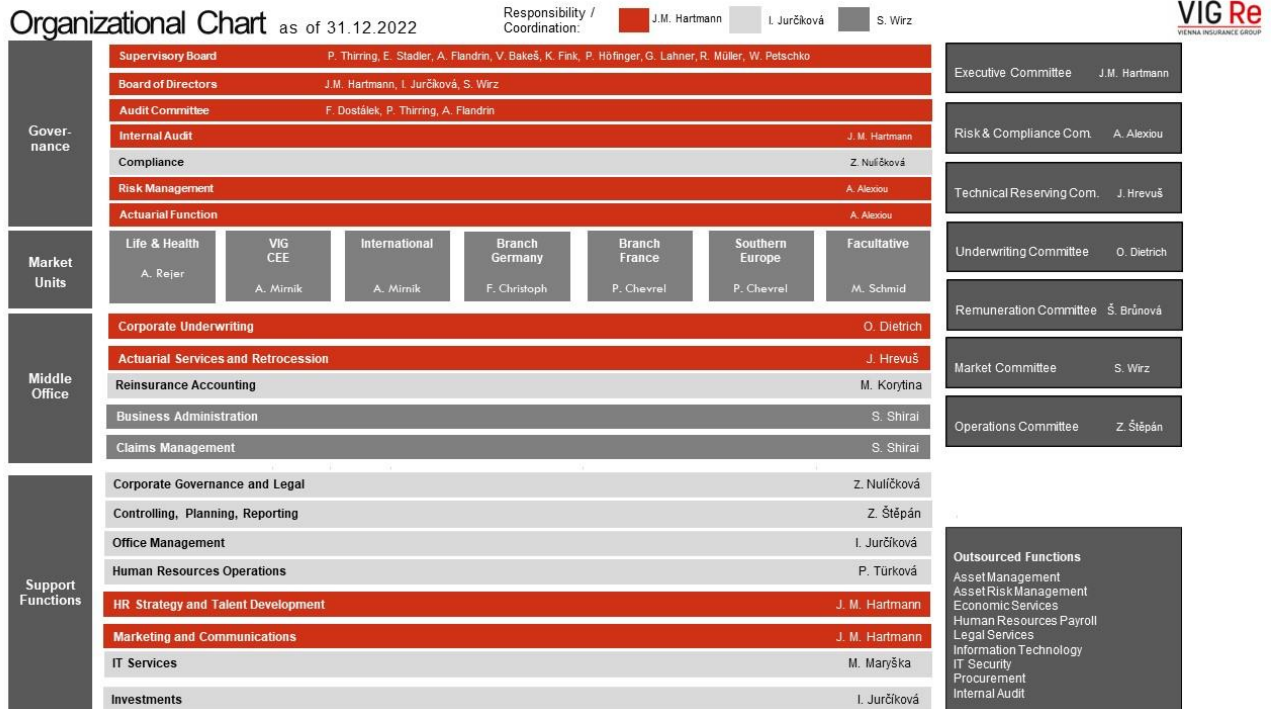 Organizational Chart as of 31.12.2022
Responsibility /
Coordination:
J.M. Hartmann
I. Jurčíková
S. Wirz
VIG Re
VIENNA INSURANCE GROUP
Gover-
nance
Supervisory Board P. Thirring, E. Stadler, A. Flandrin, V. Bakeš, K. Fink, P. Höfinger, G. Lahner, R. Müller, W. Petschko
Board of Directors J.M. Hartmann, I. Jurčíková, S. Wirz
Audit Committee F. Dostálek, P. Thirring, A. Flandrin
Internal Audit J. M. Hartmann
Compliance Z. Nulíčková
Risk Management A. Alexiou
Actuarial Function A. Alexiou
Market
Units
Life & Health
A. Rejer
VIG
CEE
A. Mirnik
International
A. Mirnik
Branch
Germany
F. Christoph
Branch
France
P. Chevrel
Southern
Europe
P. Chevrel
Facultative
M. Schmid
Middle
Office
Corporate Underwriting O. Dietrich
Actuarial Services and Retrocession J. Hrevuš
Reinsurance Accounting M. Korytina
Business Administration S. Shirai
Claims Management S. Shirai
Support
Functions
Corporate Governance and Legal Z. Nulíčková
Controlling, Planning, Reporting Z. Štěpán
Office Management I. Jurčíková
Human Resources Operations P. Türková
HR Strategy and Talent Development J. M. Hartmann
Marketing and Communications J. M. Hartmann
IT Services M. Maryška
Investments I. Jurčíková
Executive Committee J.M. Hartmann
Risk & Compliance Com. A. Alexiou
Technical Reserving Com. J. Hrevuš
Underwriting Committee O. Dietrich
Remuneration Committee Š. Brůnová
Market Committee S. Wirz
Operations Committee Z. Štěpán
Outsourced Functions
Asset Management
Asset Risk Management
Economic Services
Human Resources Payroll
Legal Services
Information Technology
IT Security
Procurement
Internal Audit